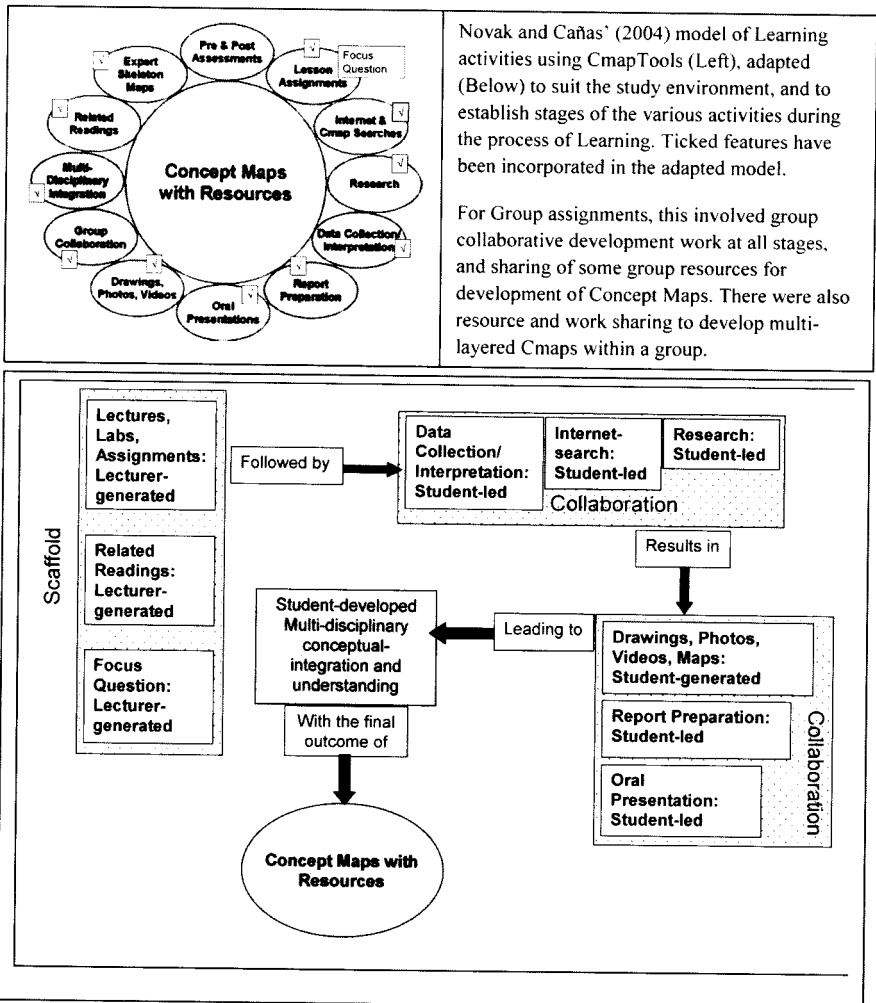 Pre & Post
Assessments
√
Lesson
Assignments
Focus
Question
√
Internet &
Cmap Searches
√
Research
√
Data Collection/
Interpretation
√
Report
Preparation
√
Oral
Presentations
√
Drawings,
Photos, Videos
√
Group
Collaboration
√
Multi-
Disciplinary
Integration
√
Related
Readings
√
Expert
Skeleton
Maps
√
Concept Maps
with Resources
Novak and Cañas' (2004) model of Learning
activities using CmapTools (Left), adapted
(Below) to suit the study environment, and to
establish stages of the various activities during
the process of Learning. Ticked features have
been incorporated in the adapted model.
For Group assignments, this involved group
collaborative development work at all stages,
and sharing of some group resources for
development of Concept Maps. There were also
resource and work sharing to develop multi-
layered Cmaps within a group.
Scaffold
Lectures,
Labs,
Assignments:
Lecturer-
generated
Related
Readings:
Lecturer-
generated
Focus
Question:
Lecturer-
generated
Followed by
Data
Collection/
Interpretation:
Student-led
Internet-
search:
Student-led
Research:
Student-led
Collaboration
Results in
Drawings, Photos,
Videos, Maps:
Student-generated
Report Preparation:
Student-led
Oral
Presentation:
Student-led
Collaboration
Leading to
Student-developed
Multi-disciplinary
conceptual-
integration and
understanding
With the final
outcome of
Concept Maps with
Resources